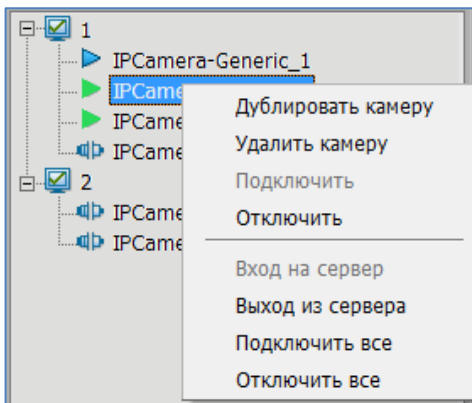 1
IPCamera-Generic_1
IPCame
IPCame
IPCame
2
IPCame
IPCame
Дублировать камеру
Удалить камеру
Подключить
Отключить
Вход на сервер
Выход из сервера
Подключить все
Отключить все